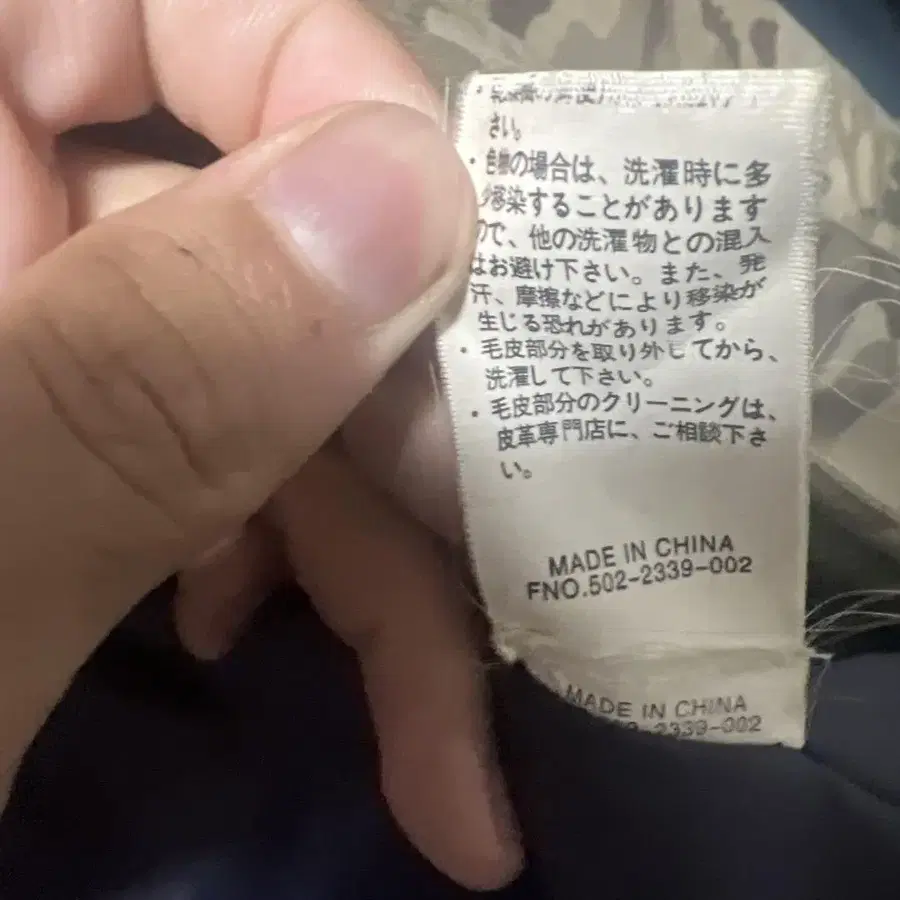 さい。
・色物の場合は、洗濯時に多
少移染することがあります
ので、他の洗濯物との混入
はお避け下さい。また、発
汗、摩擦などにより移染が
生じる恐れがあります。
・毛皮部分を取り外してから、
洗濯して下さい。
・毛皮部分のクリーニングは、
皮革専門店に、ご相談下さ
い。
MADE IN CHINA
FNO.502-2339-002
MADE IN CHINA
2339-002